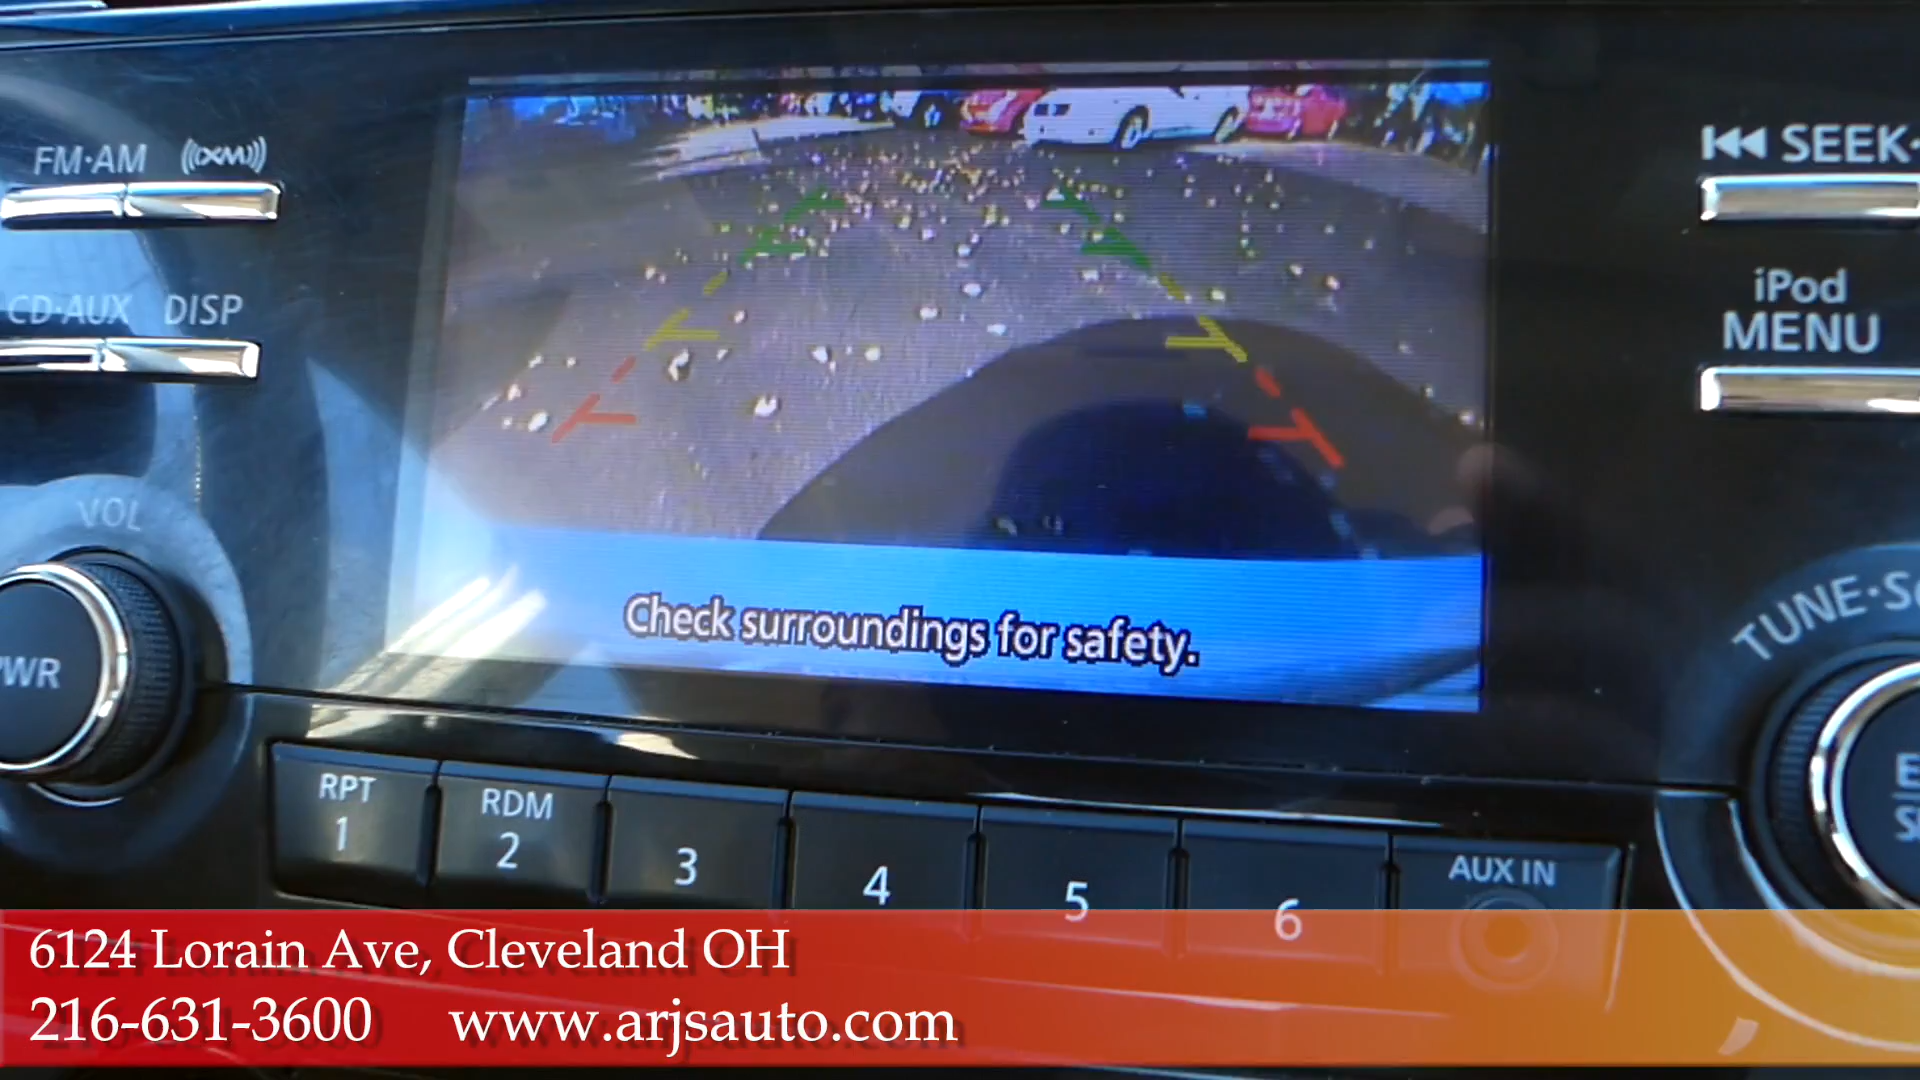 FM·AM XM
CD·AUX DISP
VOL
PWR
SEEK·
iPod
MENU
Check surroundings for safety.
RPT
1
RDM
2
3
4
5
6
AUX IN
6124 Lorain Ave, Cleveland OH
216-631-3600 www.arjsauto.com